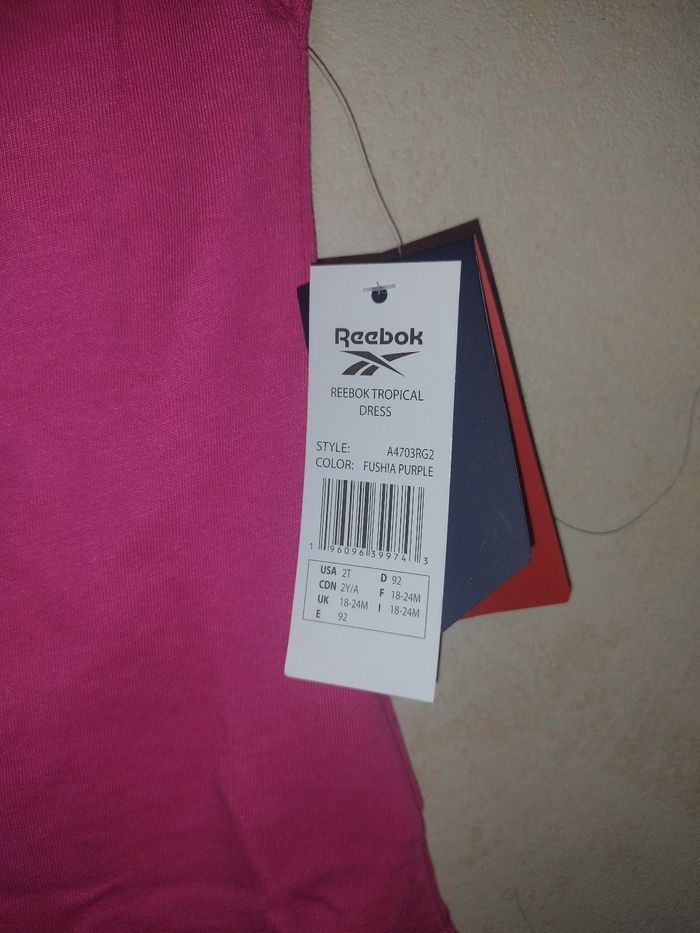 Reebok
REEBOK TROPICAL
DRESS
STYLE: A4703RG2
COLOR: FUSHIA PURPLE
1 96096 39974 3
USA 2T D 92
CDN 2Y/A F 18-24M
UK 18-24M I 18-24M
E 92